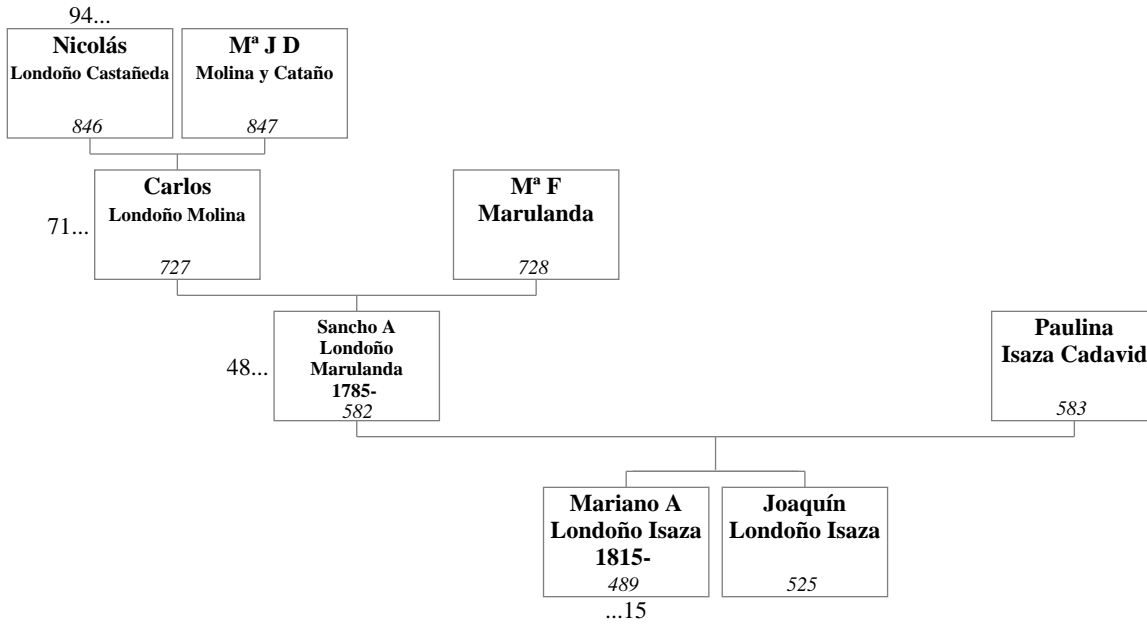 94...
Nicolás
Londoño Castañeda
846
Mª J D
Molina y Cataño
847
71...
Carlos
Londoño Molina
727
Mª F
Marulanda
728
48...
Sancho A
Londoño
Marulanda
1785-
582
Paulina
Isaza Cadavid
583
Mariano A
Londoño Isaza
1815-
489
...15
Joaquín
Londoño Isaza
525